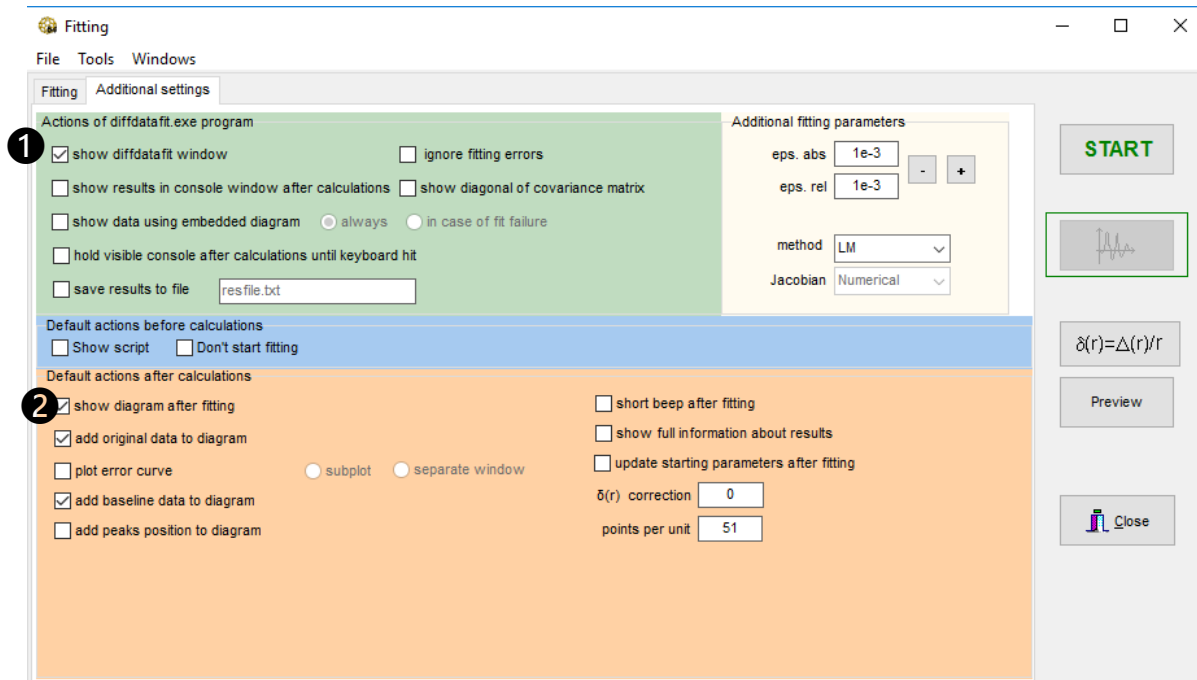 Fitting
File Tools Windows
Fitting Additional settings
Actions of diffdatafit.exe program
1
show diffdatafit window
ignore fitting errors
show results in console window after calculations
show diagonal of covariance matrix
show data using embedded diagram
always
in case of fit failure
hold visible console after calculations until keyboard hit
save results to file
resfile.txt
Additional fitting parameters
eps. abs 1e-3
- +
eps. rel 1e-3
method LM
Jacobian Numerical
Default actions before calculations
Show script
Don't start fitting
Default actions after calculations
2
show diagram after fitting
add original data to diagram
plot error curve
subplot
separate window
add baseline data to diagram
add peaks position to diagram
short beep after fitting
show full information about results
update starting parameters after fitting
δ(r) correction 0
points per unit 51
START
δ(r)=△(r)/r
Preview
Close